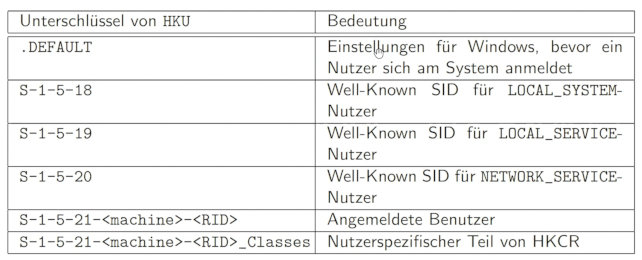 Unterschlüssel von HKU Bedeutung
.DEFAULT Einstellungen für Windows, bevor ein
Nutzer sich am System anmeldet
S-1-5-18 Well-Known SID für LOCAL_SYSTEM-
Nutzer
S-1-5-19 Well-Known SID für LOCAL_SERVICE-
Nutzer
S-1-5-20 Well-Known SID für NETWORK_SERVICE-
Nutzer
S-1-5-21-<machine>-<RID> Angemeldete Benutzer
S-1-5-21-<machine>-<RID>_Classes Nutzerspezifischer Teil von HKCR